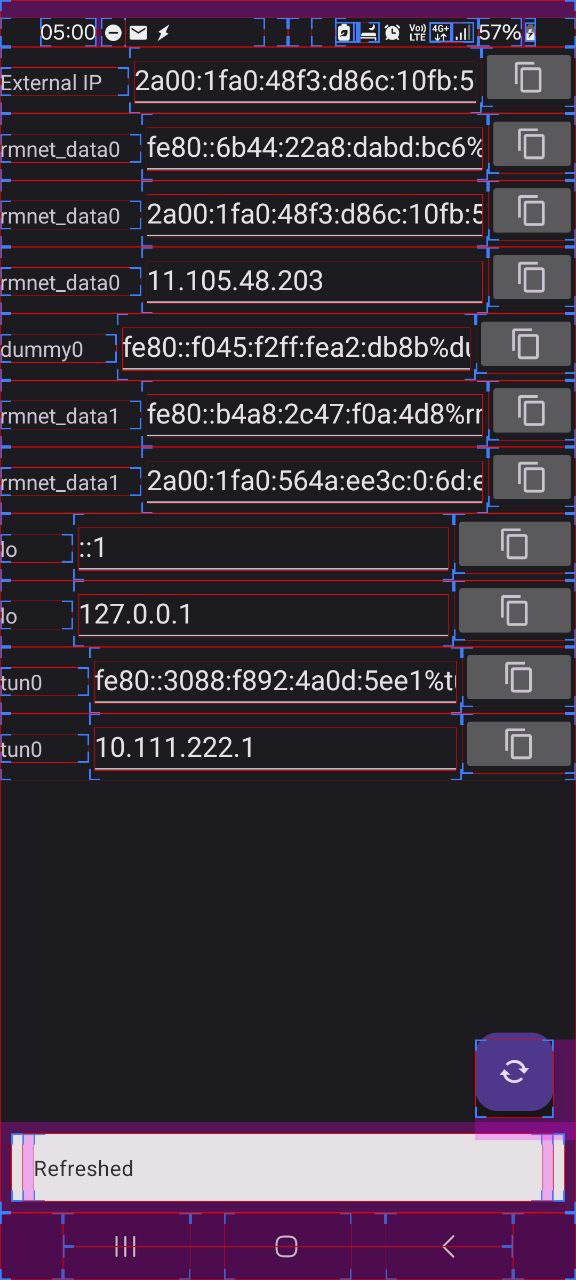 05:00 Vo) LTE 4G+ 57%
External IP 2a00:1fa0:48f3:d86c:10fb:5
rmnet_data0 fe80::6b44:22a8:dabd:bc6%
rmnet_data0 2a00:1fa0:48f3:d86c:10fb:5
rmnet_data0 11.105.48.203
dummy0 fe80::f045:f2ff:fea2:db8b%du
rmnet_data1 fe80::b4a8:2c47:f0a:4d8%rr
rmnet_data1 2a00:1fa0:564a:ee3c:0:6d:e
lo ::1
lo 127.0.0.1
tun0 fe80::3088:f892:4a0d:5ee1%t
tun0 10.111.222.1
Refreshed